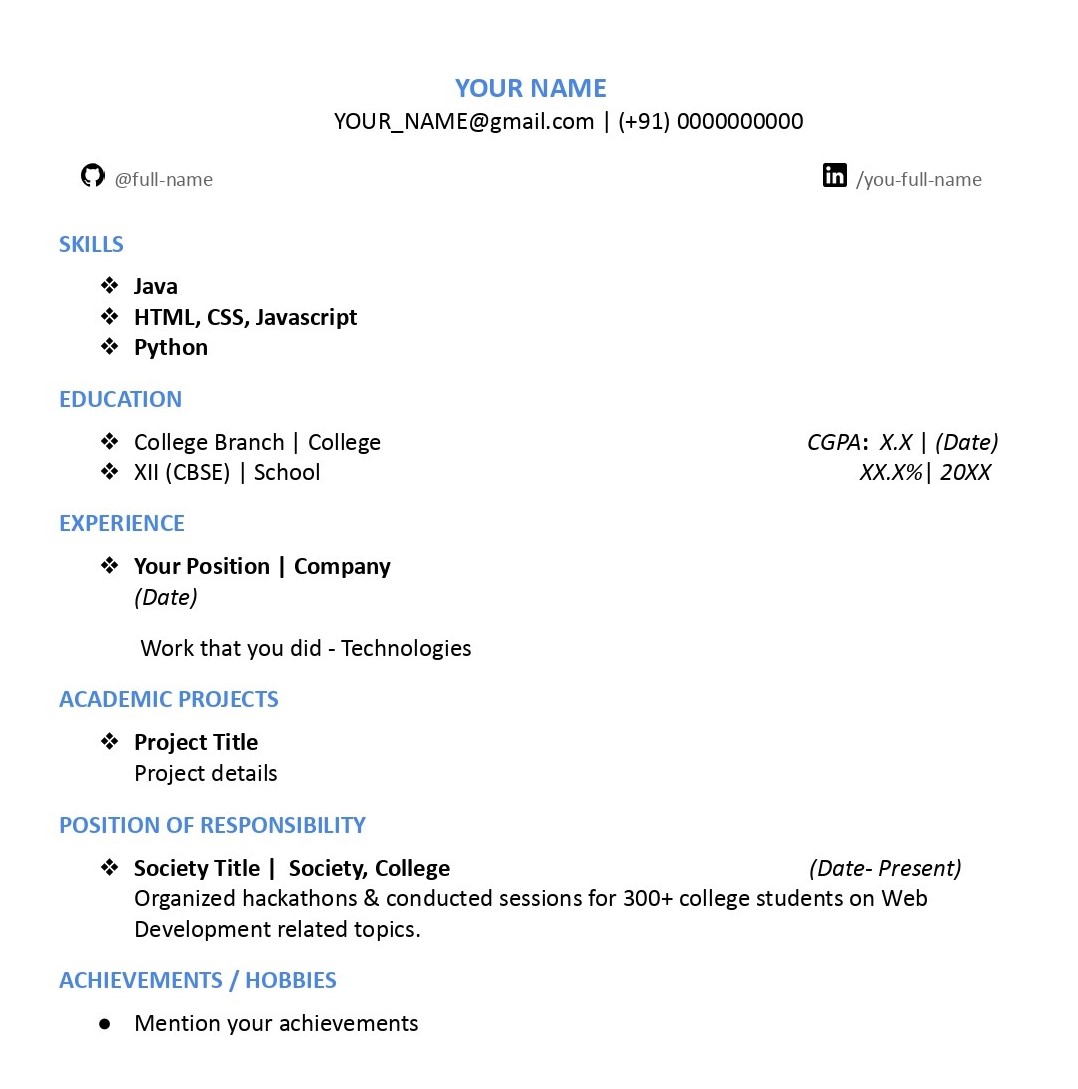 YOUR NAME
YOUR_NAME@gmail.com | (+91) 0000000000
@full-name /you-full-name
SKILLS
❖ Java
❖ HTML, CSS, Javascript
❖ Python
EDUCATION
❖ College Branch | College CGPA: X.X | (Date)
❖ XII (CBSE) | School XX.X%| 20XX
EXPERIENCE
❖ Your Position | Company
(Date)
Work that you did - Technologies
ACADEMIC PROJECTS
❖ Project Title
Project details
POSITION OF RESPONSIBILITY
❖ Society Title | Society, College (Date- Present)
Organized hackathons & conducted sessions for 300+ college students on Web
Development related topics.
ACHIEVEMENTS / HOBBIES
● Mention your achievements